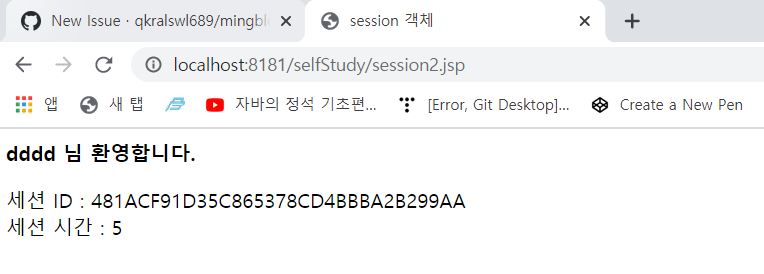 New Issue · qkralswl689/mingbl
session 객체
localhost:8181/selfStudy/session2.jsp
앱 새 탭 자바의 정석 기초편... [Error, Git Desktop]... Create a New Pen
dddd 님 환영합니다.
세션 ID : 481ACF91D35C865378CD4BBBA2B299AA
세션 시간 : 5